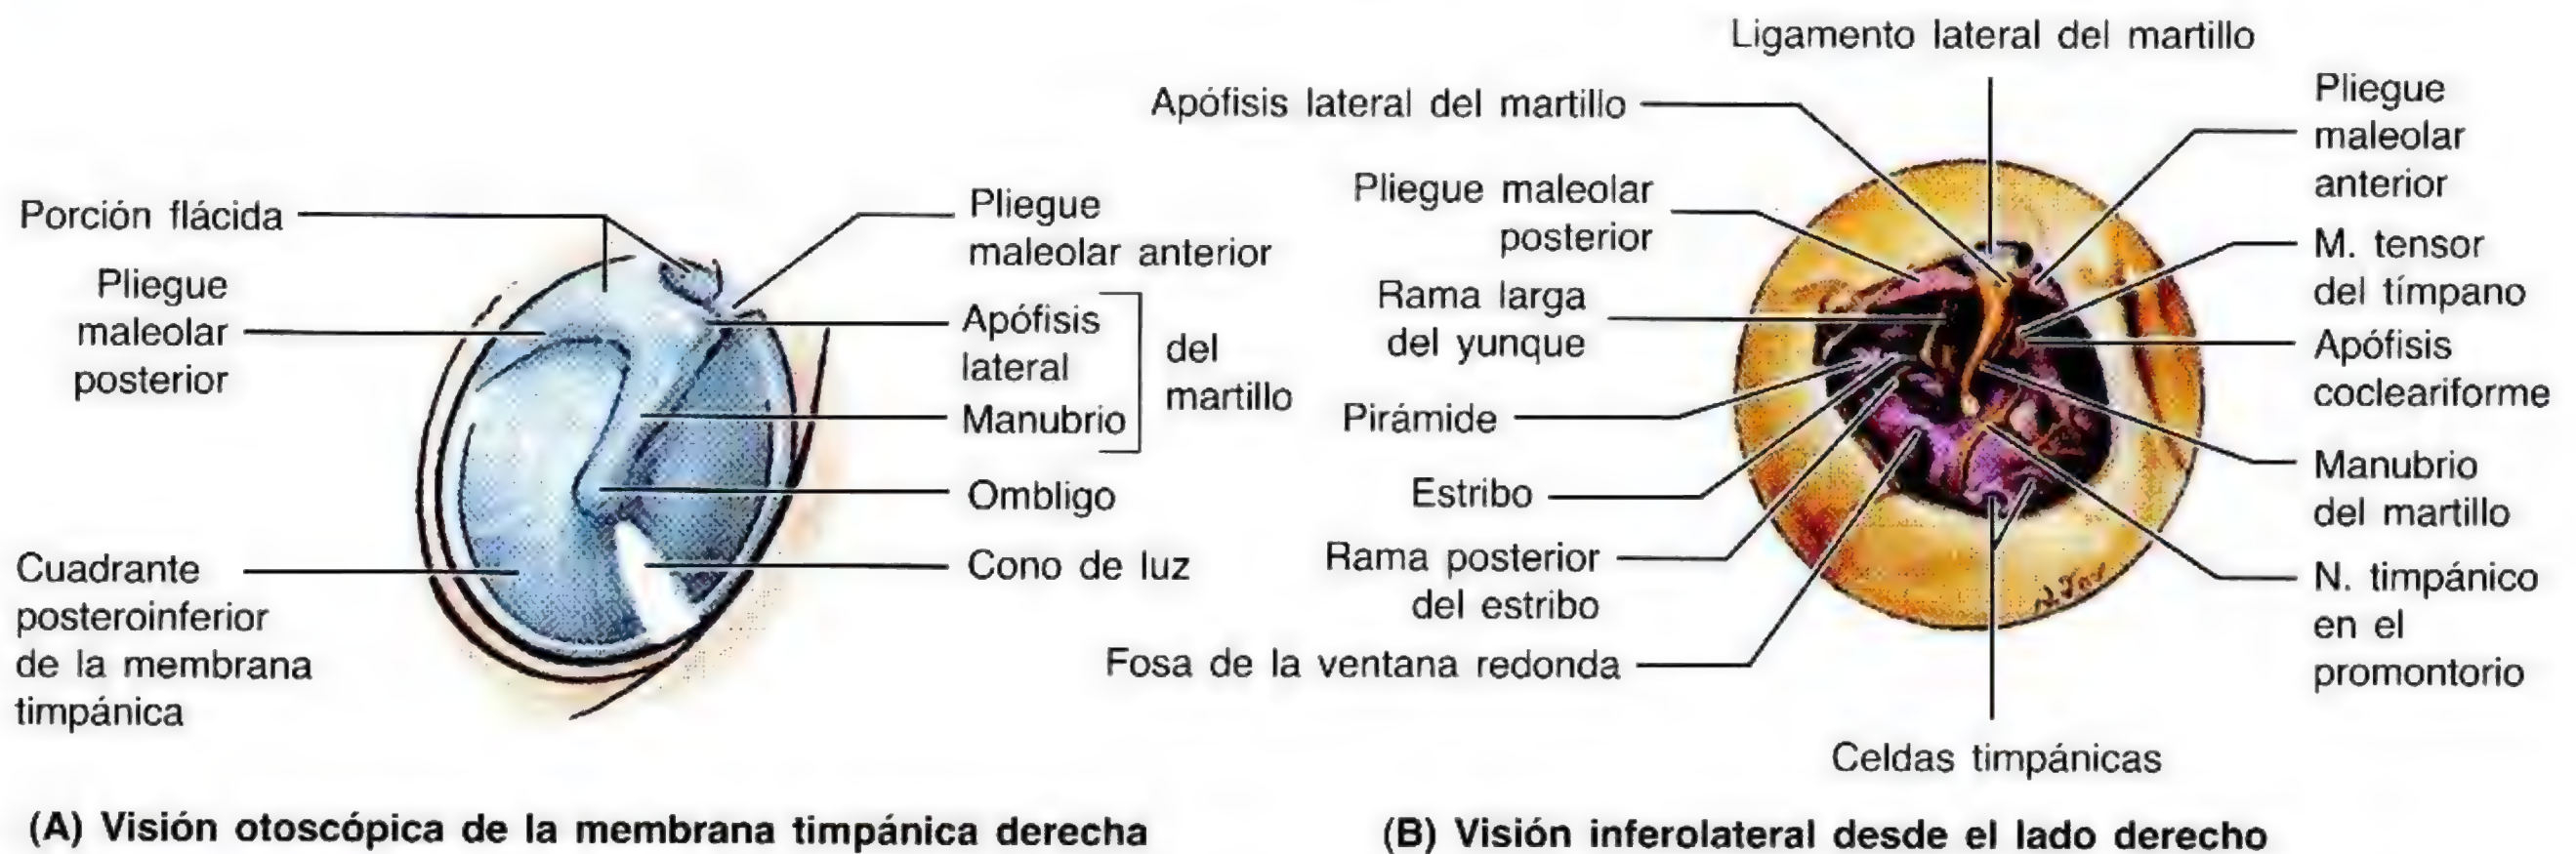 Porción flácida
Pliegue
maleolar
posterior
Cuadrante
posteroinferior
de la membrana
timpánica
Pliegue
maleolar anterior
Apófisis
lateral
Manubrio
del
martillo
Ombligo
Cono de luz
(A) Visión otoscópica de la membrana timpánica derecha
Ligamento lateral del martillo
Apófisis lateral del martillo
Pliegue maleolar
posterior
Rama larga
del yunque
Pirámide
Estribo
Rama posterior
del estribo
Fosa de la ventana redonda
Pliegue
maleolar
anterior
M. tensor
del tímpano
Apófisis
cocleariforme
Manubrio
del martillo
N. timpánico
en el
promontorio
Celdas timpánicas
(B) Visión inferolateral desde el lado derecho